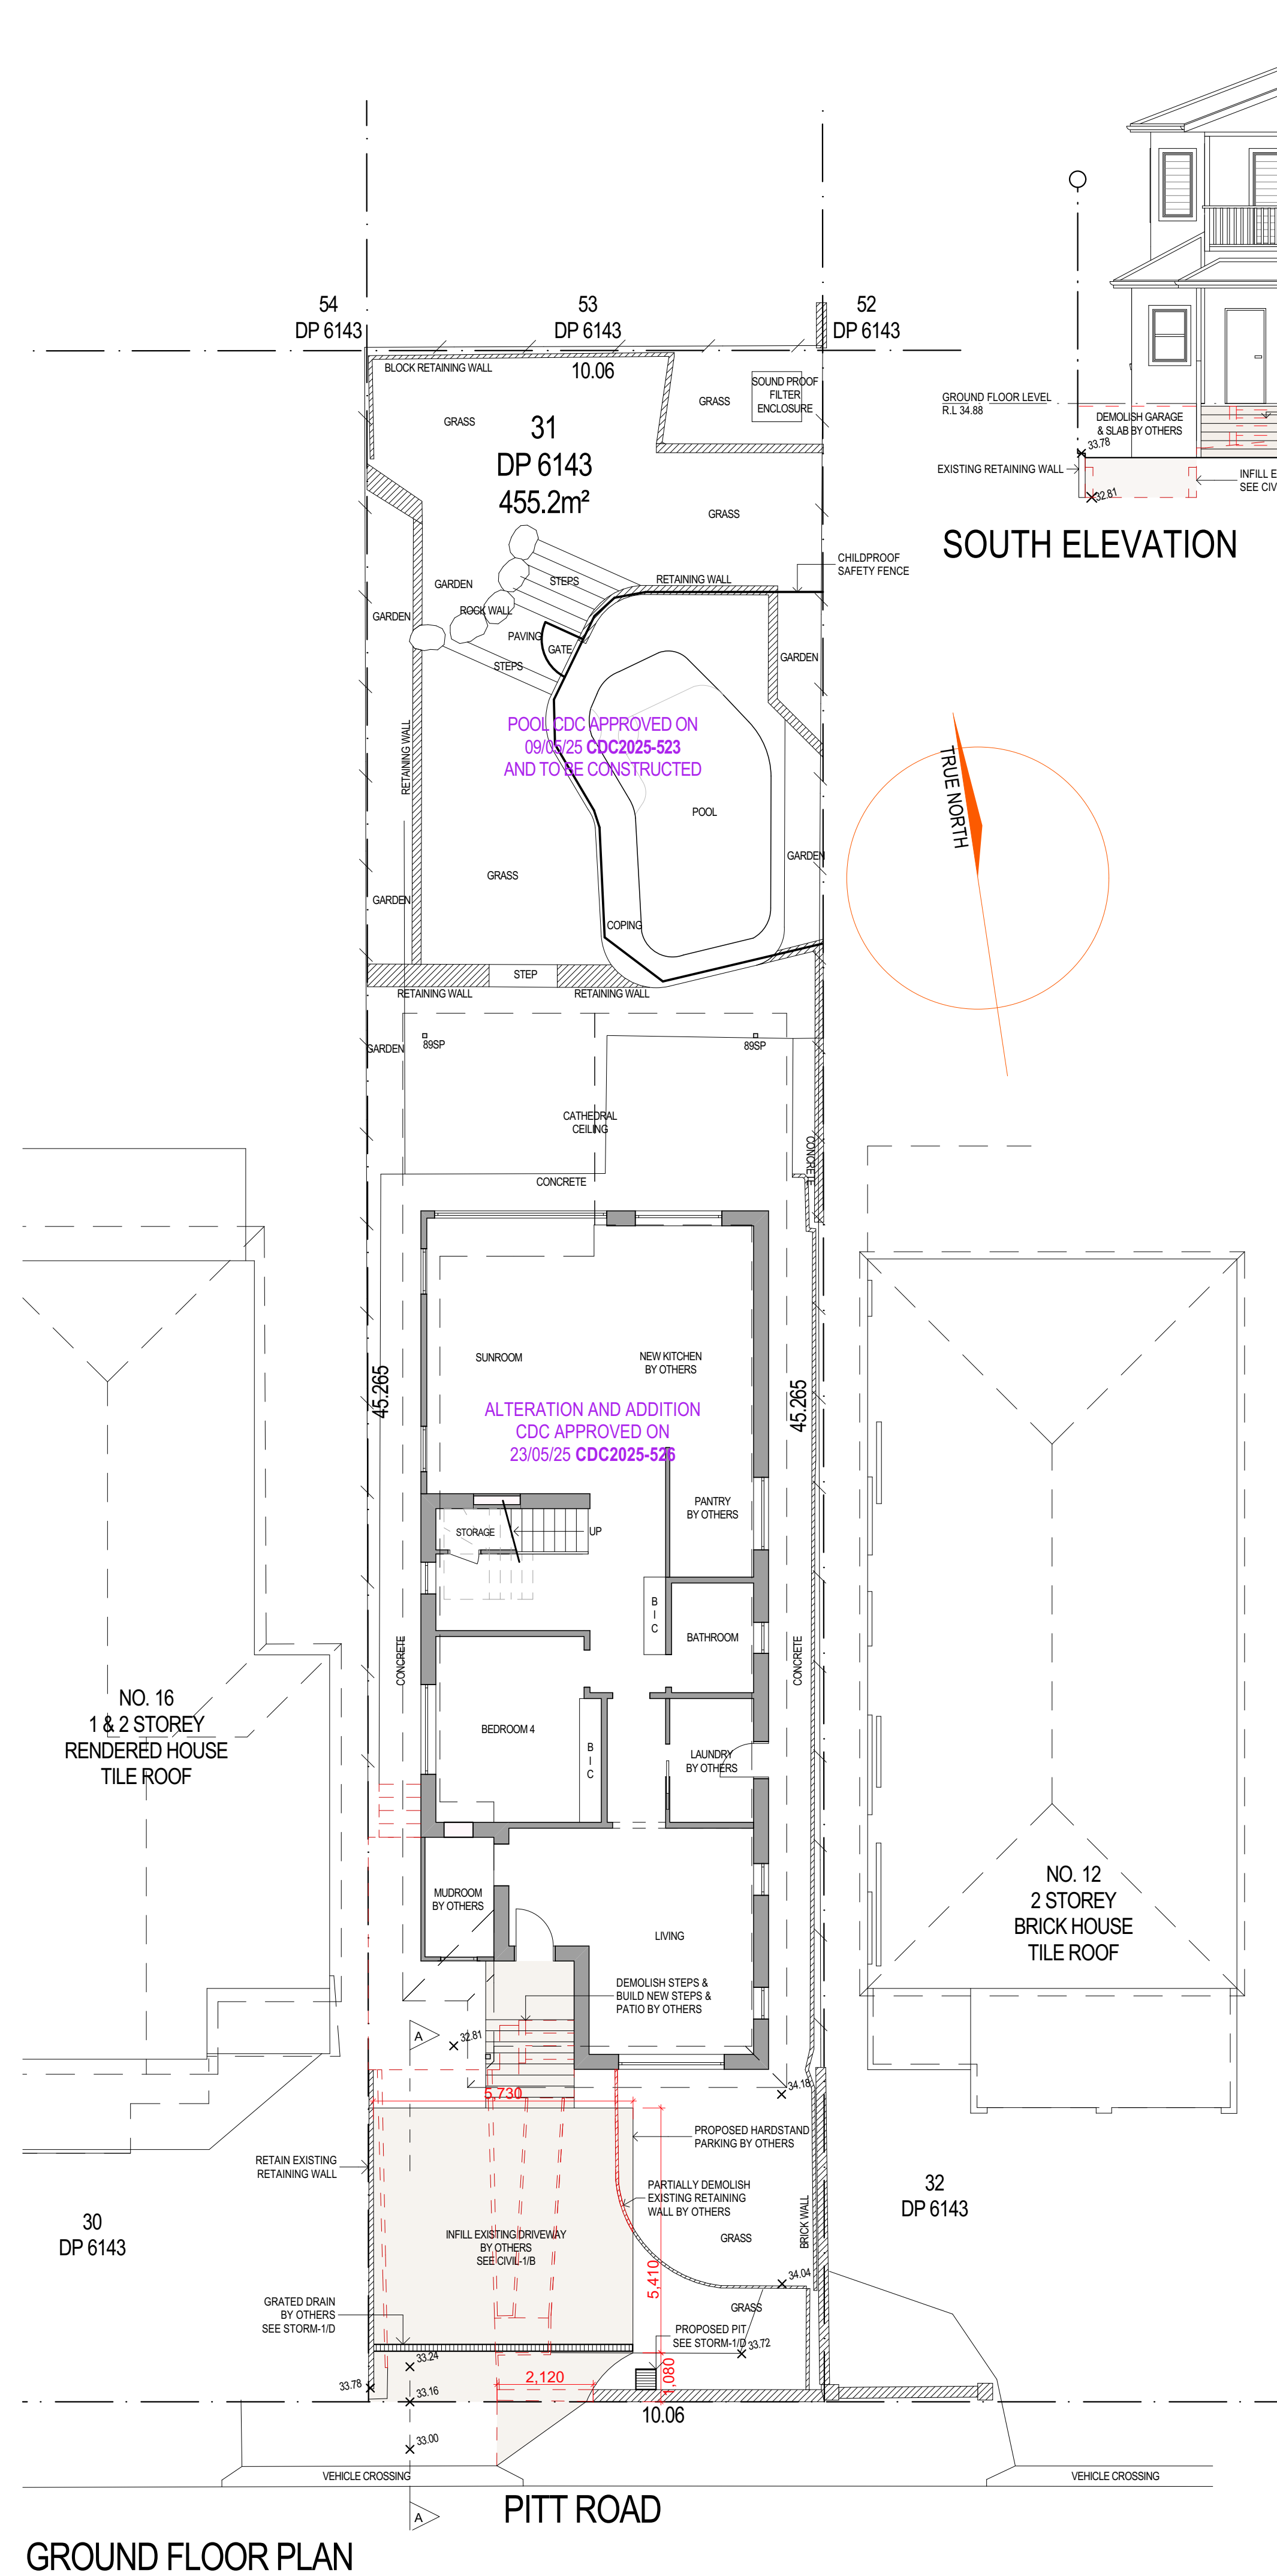 54
DP 6143
53
DP 6143
52
DP 6143
BLOCK RETAINING WALL
10.06
SOUND PROOF
FILTER
ENCLOSURE
GRASS
GRASS
31
DP 6143
455.2m²
GROUND FLOOR LEVEL
R.L 34.88
DEMOLISH GARAGE
& SLAB BY OTHERS
33.78
EXISTING RETAINING WALL
32.81
INFILL E
SEE CIV
SOUTH ELEVATION
GRASS
CHILDPROOF
SAFETY FENCE
GARDEN
STEPS
RETAINING WALL
GARDEN
ROCK WALL
PAVING
GATE
STEPS
GARDEN
RETAINING WALL
POOL CDC APPROVED ON
09/05/25 CDC2025-523
AND TO BE CONSTRUCTED
TRUE NORTH
POOL
GARDEN
GRASS
GARDEN
COPING
STEP
RETAINING WALL
RETAINING WALL
GARDEN
89SP
89SP
CATHEDRAL
CEILING
CONCRETE
CONCRETE
SUNROOM
NEW KITCHEN
BY OTHERS
45.265
45.265
ALTERATION AND ADDITION
CDC APPROVED ON
23/05/25 CDC2025-526
PANTRY
BY OTHERS
STORAGE
UP
B
I
C
BATHROOM
CONCRETE
CONCRETE
NO. 16
1 & 2 STOREY
RENDERED HOUSE
TILE ROOF
BEDROOM 4
B
I
C
LAUNDRY
BY OTHERS
NO. 12
2 STOREY
BRICK HOUSE
TILE ROOF
MUDROOM
BY OTHERS
LIVING
DEMOLISH STEPS &
BUILD NEW STEPS &
PATIO BY OTHERS
A
32.81
34.18
5,730
PROPOSED HARDSTAND
PARKING BY OTHERS
RETAIN EXISTING
RETAINING WALL
PARTIALLY DEMOLISH
EXISTING RETAINING
WALL BY OTHERS
30
DP 6143
32
DP 6143
BRICK WALL
INFILL EXISTING DRIVEWAY
BY OTHERS
SEE CIVIL-1/B
GRASS
5,410
34.04
GRATED DRAIN
BY OTHERS
SEE STORM-1/D
GRASS
PROPOSED PIT
SEE STORM-1/D
33.72
33.24
33.78
33.16
2,120
1,080
10.06
33.00
VEHICLE CROSSING
VEHICLE CROSSING
A
PITT ROAD
GROUND FLOOR PLAN